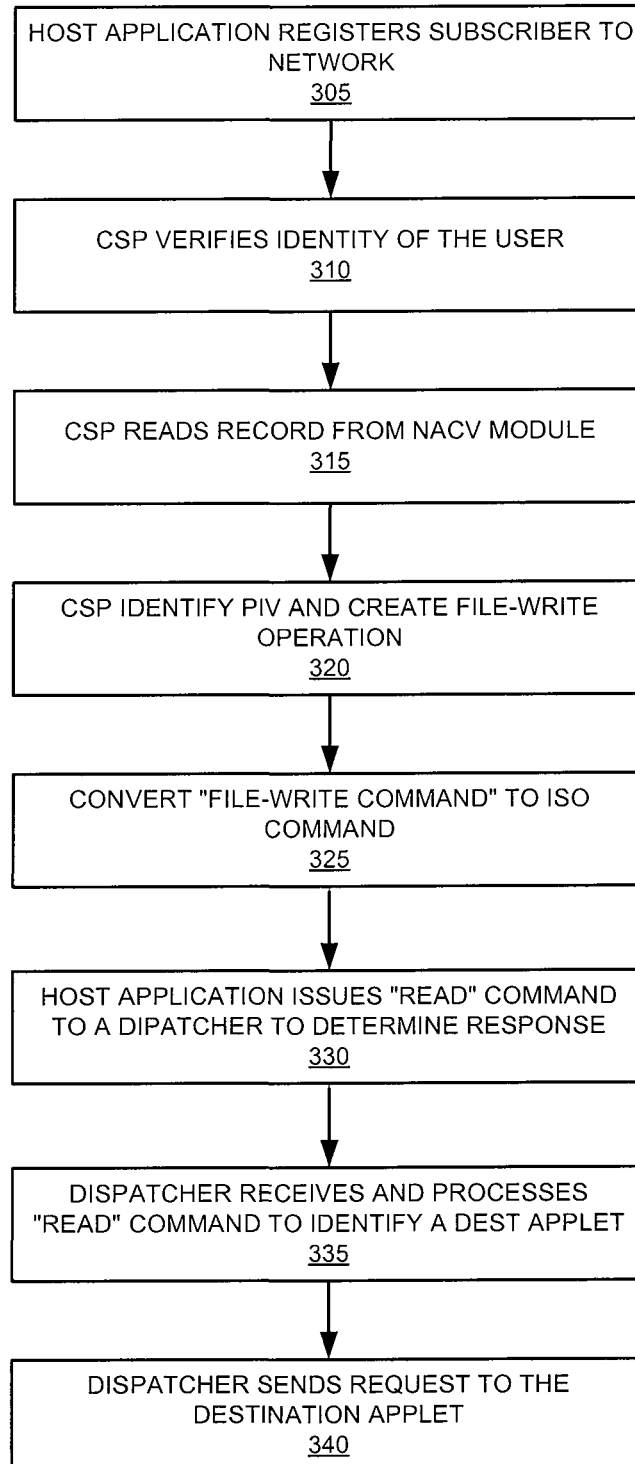 HOST APPLICATION REGISTERS SUBSCRIBER TO
NETWORK
305
CSP VERIFIES IDENTITY OF THE USER
310
CSP READS RECORD FROM NACV MODULE
315
CSP IDENTIFY PIV AND CREATE FILE-WRITE
OPERATION
320
CONVERT "FILE-WRITE COMMAND" TO ISO
COMMAND
325
HOST APPLICATION ISSUES "READ" COMMAND
TO A DIPATCHER TO DETERMINE RESPONSE
330
DISPATCHER RECEIVES AND PROCESSES
"READ" COMMAND TO IDENTIFY A DEST APPLET
335
DISPATCHER SENDS REQUEST TO THE
DESTINATION APPLET
340